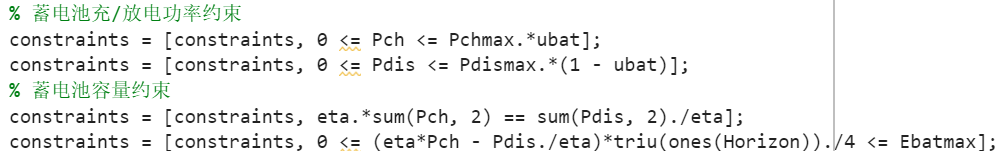 % 蓄电池充/放电功率约束
constraints = [constraints, 0 <= Pch <= Pchmax.*ubat];
constraints = [constraints, 0 <= Pdis <= Pdismax.*(1 - ubat)];
% 蓄电池容量约束
constraints = [constraints, eta.*sum(Pch, 2) == sum(Pdis, 2)./eta];
constraints = [constraints, 0 <= (eta*Pch - Pdis./eta)*triu(ones(Horizon))./4 <= Ebatmax];